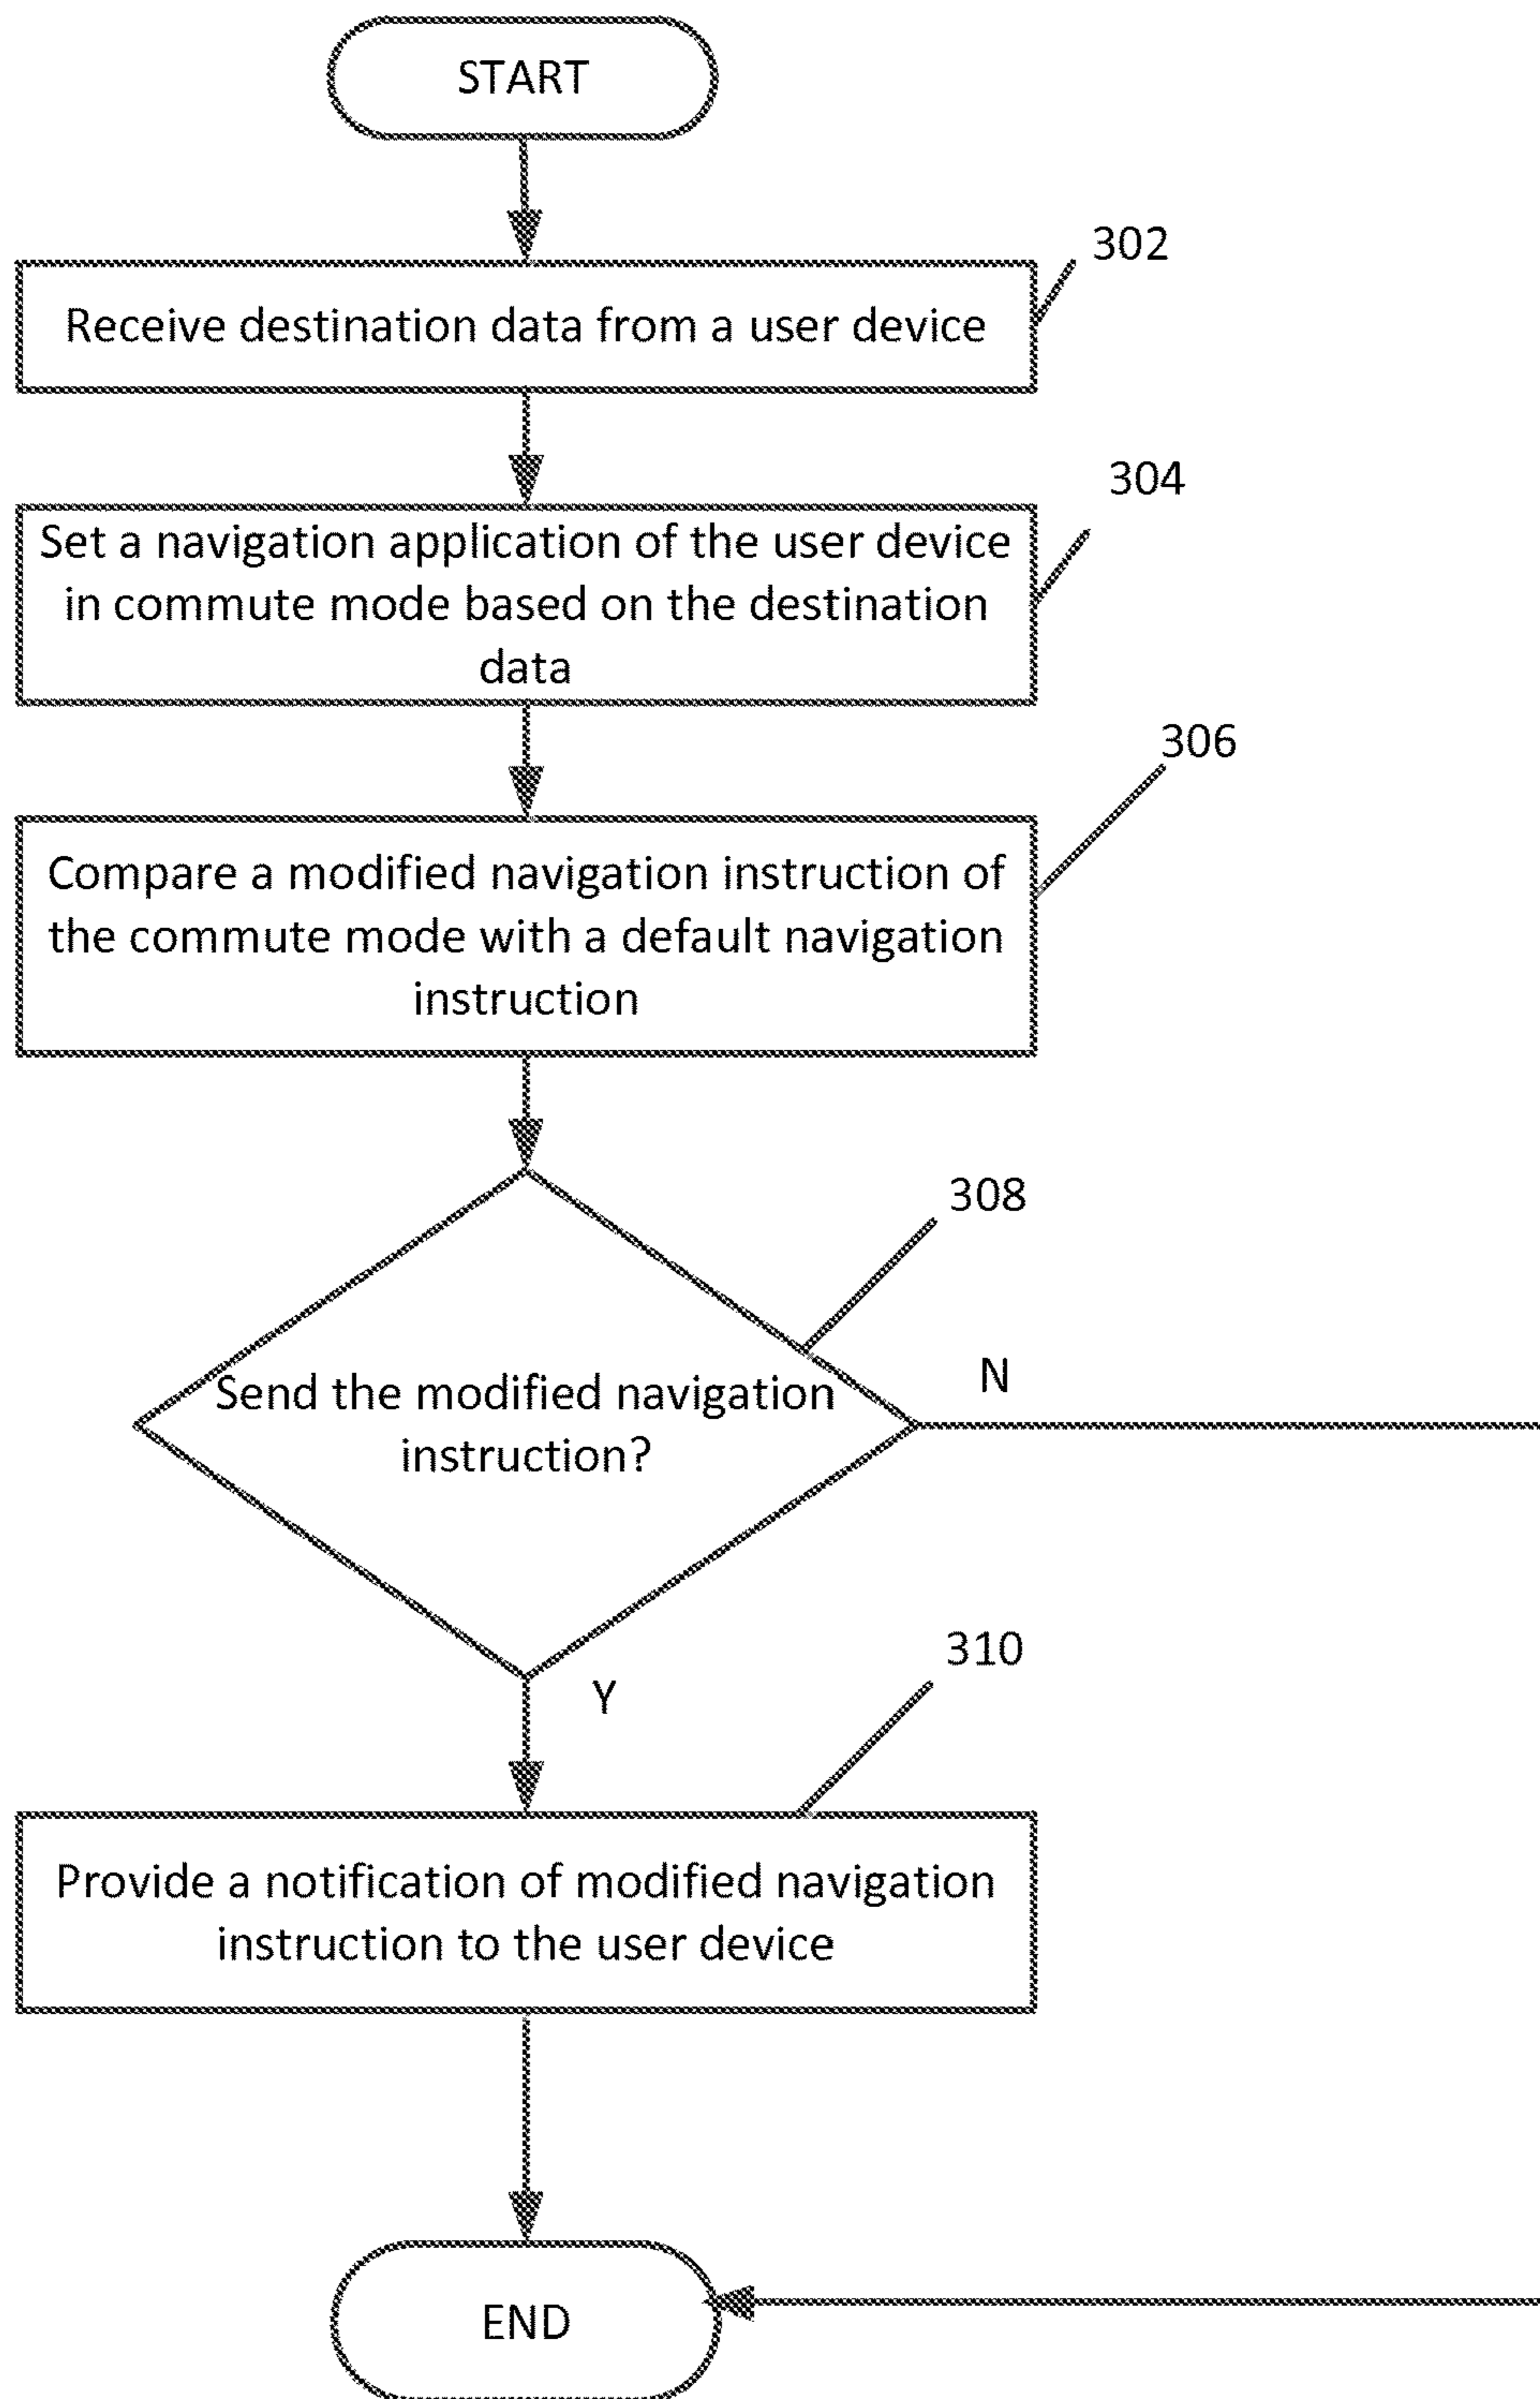 START
302
Receive destination data from a user device
304
Set a navigation application of the user device
in commute mode based on the destination
data
306
Compare a modified navigation instruction of
the commute mode with a default navigation
instruction
308
Send the modified navigation
instruction?
N
Y
310
Provide a notification of modified navigation
instruction to the user device
END